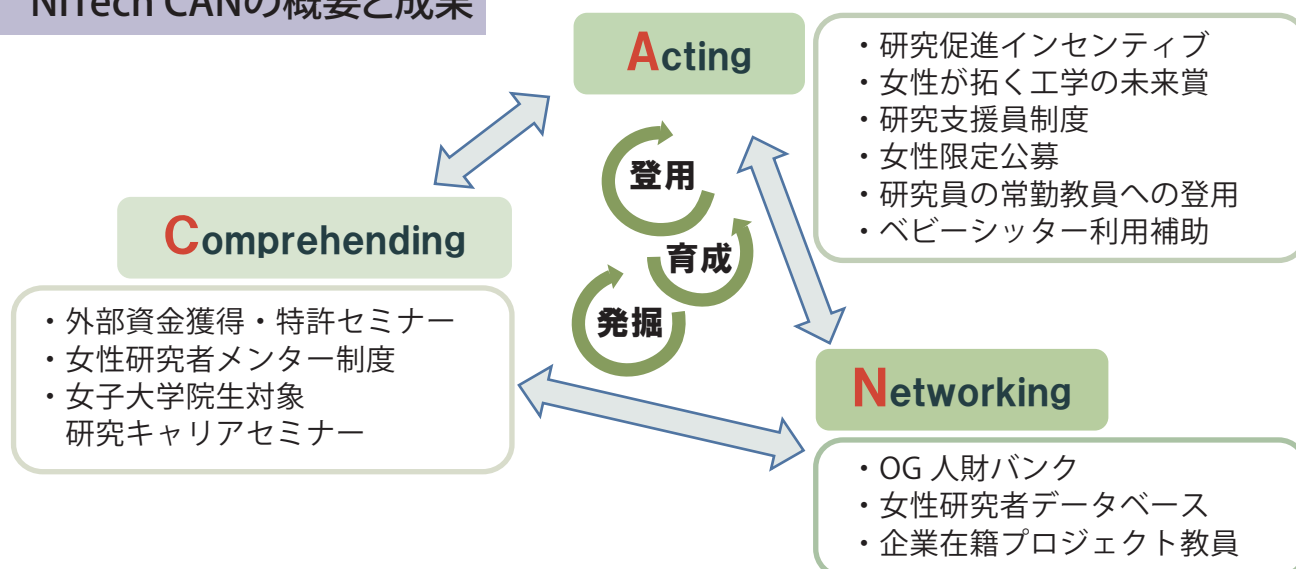 NITech CANの概要と成果
Acting
・研究促進インセンティブ
・女性が拓く工学の未来賞
・研究支援員制度
・女性限定公募
・研究員の常勤教員への登用
・ベビーシッター利用補助
登用
育成
発掘
Comprehending
・外部資金獲得・特許セミナー
・女性研究者メンター制度
・女子大学院生対象
研究キャリアセミナー
Networking
・OG 人財バンク
・女性研究者データベース
・企業在籍プロジェクト教員